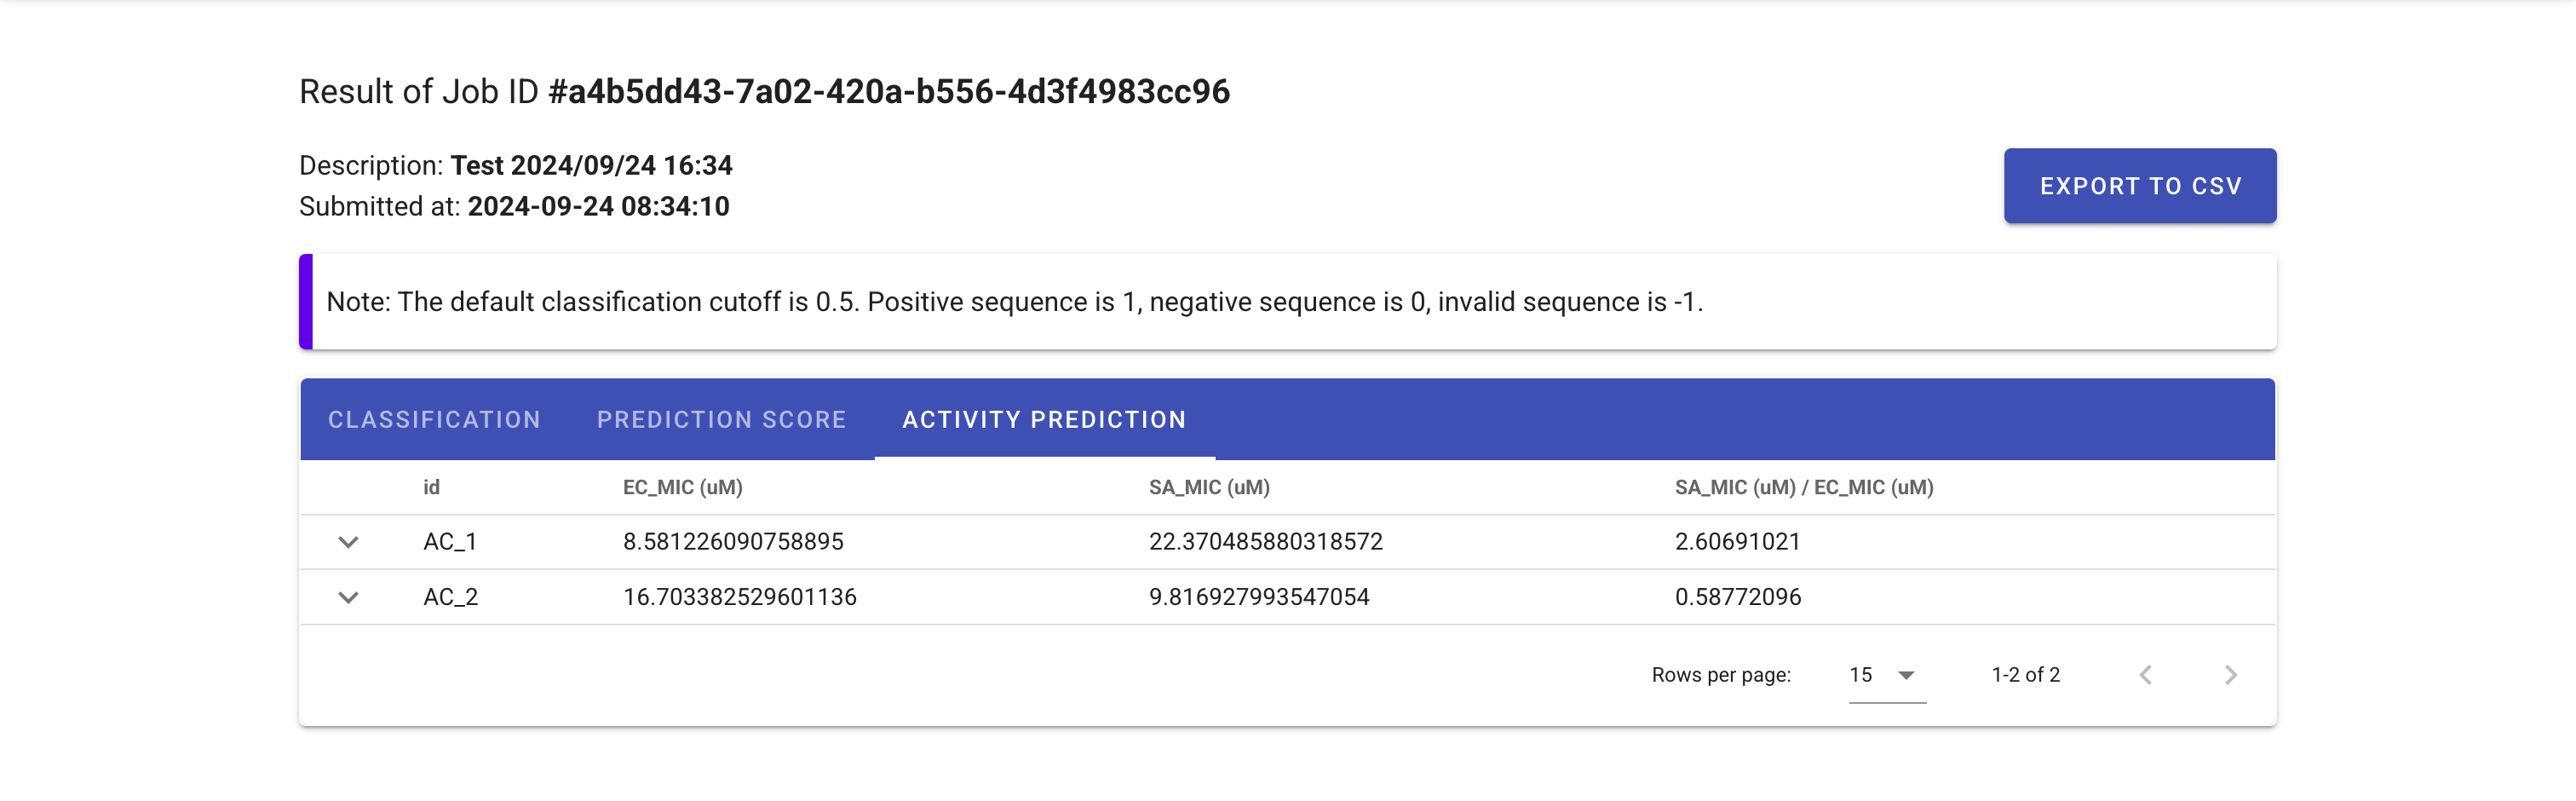 Result of Job ID #a4b5dd43-7a02-420a-b556-4d3f4983cc96
Description: Test 2024/09/24 16:34
Submitted at: 2024-09-24 08:34:10
EXPORT TO CSV
Note: The default classification cutoff is 0.5. Positive sequence is 1, negative sequence is 0, invalid sequence is -1.
CLASSIFICATION PREDICTION SCORE ACTIVITY PREDICTION
id EC_MIC (uM) SA_MIC (uM) SA_MIC (uM) / EC_MIC (uM)
AC_1 8.581226090758895 22.370485880318572 2.60691021
AC_2 16.703382529601136 9.816927993547054 0.58772096
Rows per page: 15 1-2 of 2